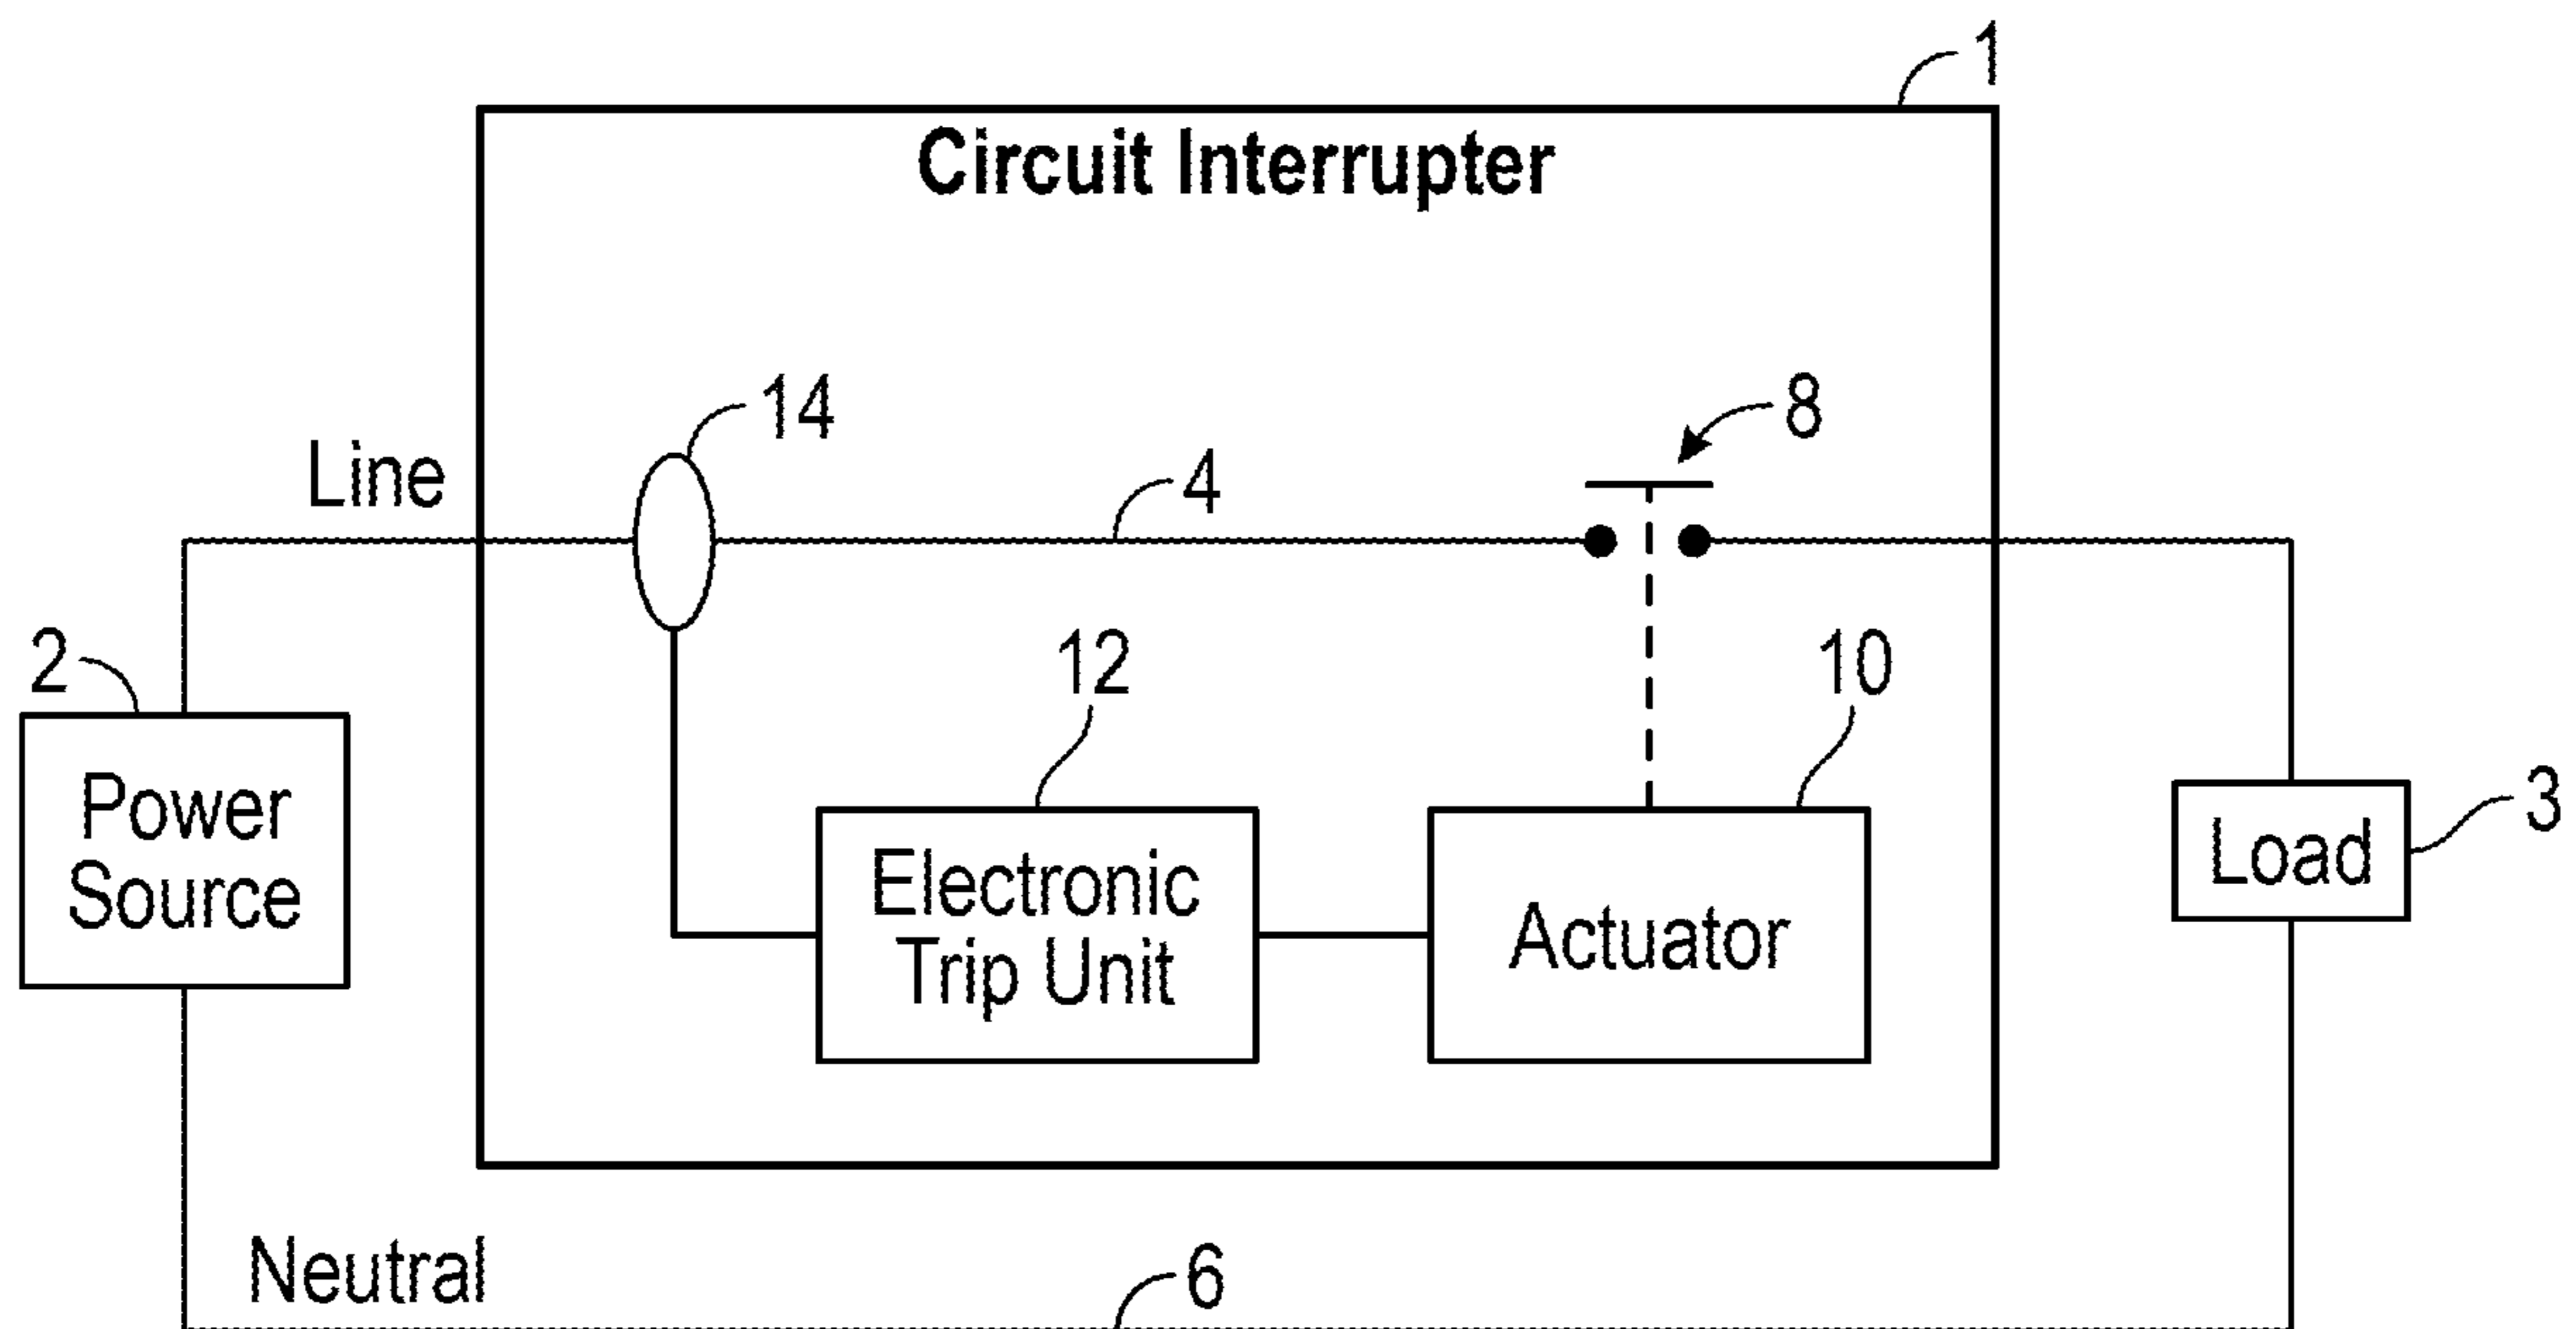 1
Circuit Interrupter
14
8
Line
4
2
12
10
Power
Source
Electronic
Trip Unit
Actuator
Load
3
Neutral
6